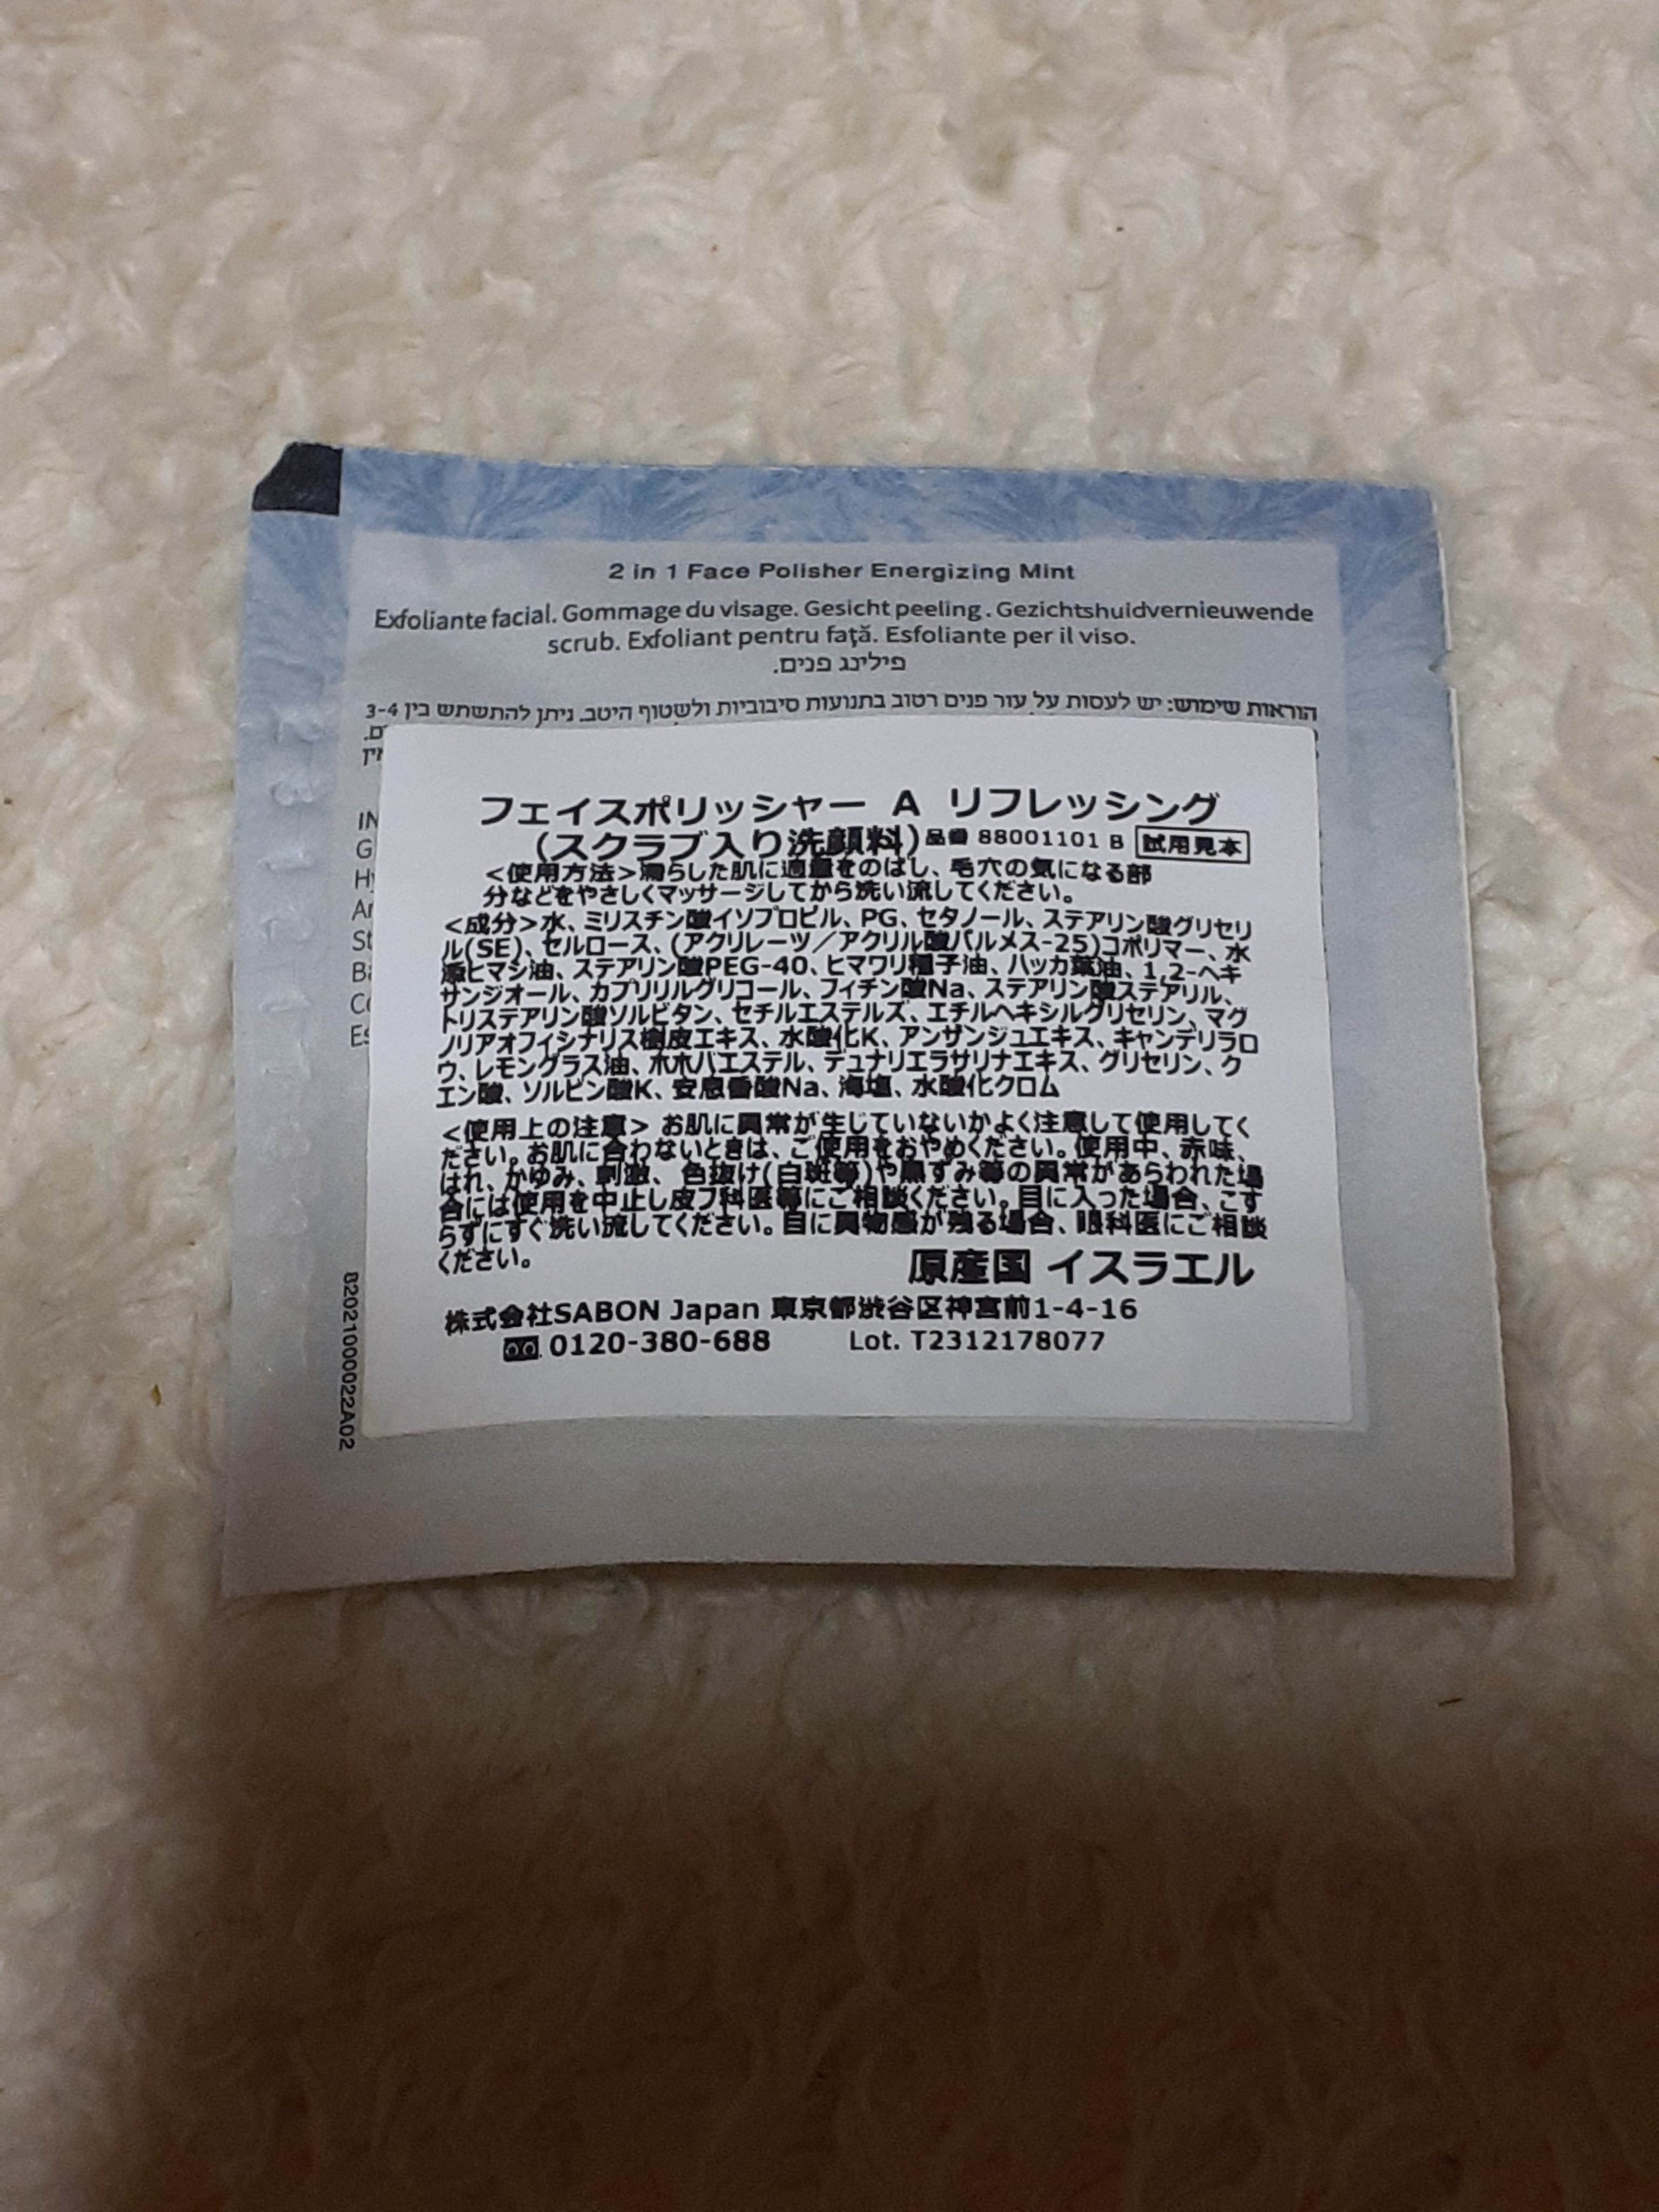 2 in 1 Face Polisher Energizing Mint
Exfoliante facial. Gommage du visage. Gesicht peeling. Gezichtshuidvernieuwende
scrub. Exfoliant pentru faţă. Esfoliante per il viso.
פילינג פנים.
הוראות שימוש: יש לעסות על עור פנים רטוב בתנועות סיבוביות ולשטוף היטב. ניתן להתשתש בין 3-4
IN
G
Hy
Ar
St
Ba
Co
Es
フェイスポリッシャー A リフレッシング
(スクラブ入り洗顔料)品番 88001101 B 試用見本
<使用方法>濡らした肌に適量をのばし、毛穴の気になる部
分などをやさしくマッサージしてから洗い流してください。
<成分>水、ミリスチン酸イソプロピル、PG、セタノール、ステアリン酸グリセリ
ル(SE)、セルロース、(アクリレーツ/アクリル酸パルメス-25)コポリマー、水
添ヒマシ油、ステアリン酸PEG-40、ヒマワリ種子油、ハッカ葉油、1,2-ヘキ
サンジオール、カプリリルグリコール、フィチン酸Na、ステアリン酸ステアリル、
トリステアリン酸ソルビタン、セチルエステルズ、エチルヘキシルグリセリン、マグ
ノリアオフィシナリス樹皮エキス、水酸化K、アンサンジュエキス、キャンデリラロ
ウ、レモングラス油、ホホバエステル、デュナリエラサリナエキス、グリセリン、ク
エン酸、ソルビン酸K、安息香酸Na、海塩、水酸化クロム
<使用上の注意> お肌に異常が生じていないかよく注意して使用してく
ださい。お肌に合わないときは、ご使用をおやめください。使用中、赤味、
はれ、かゆみ、刺激、色抜け(白斑等)や黒ずみ等の異常があらわれた場
合には使用を中止し皮フ科医等にご相談ください。目に入った場合、こす
らずにすぐ洗い流してください。目に異物感が残る場合、眼科医にご相談
ください。
原産国 イスラエル
株式会社SABON Japan 東京都渋谷区神宮前1-4-16
0120-380-688 Lot. T2312178077
82021000022A02